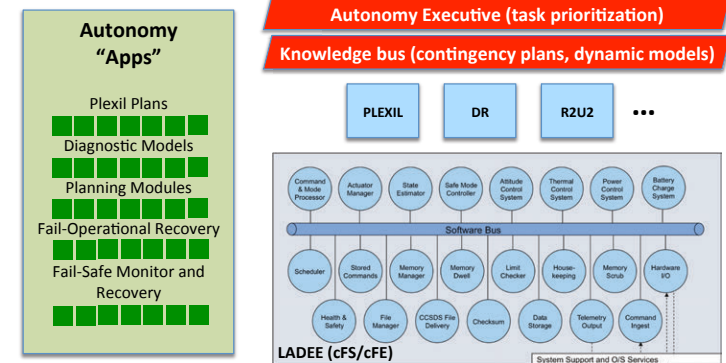 Autonomy
“Apps”
Plexil Plans
Diagnostic Models
Planning Modules
Fail-Operational Recovery
Fail-Safe Monitor and
Recovery
Autonomy Executive (task prioritization)
Knowledge bus (contingency plans, dynamic models)
PLEXIL
DR
R2U2
...
Command
& Mode
Processor
Actuator
Manager
State
Estimator
Safe Mode
Controller
Attitude
Control
System
Thermal
Control
System
Power
Control
System
Battery
Charge
System
Software Bus
Scheduler
Stored
Commands
Memory
Manager
Memory
Dwell
Limit
Checker
House-
keeping
Memory
Scrub
Hardware
I/O
Health &
Safety
File
Manager
CCSDS File
Delivery
Checksum
Data
Storage
Telemetry
Output
Command
Ingest
LADEE (cFS/cFE)
System Support and O/S Services